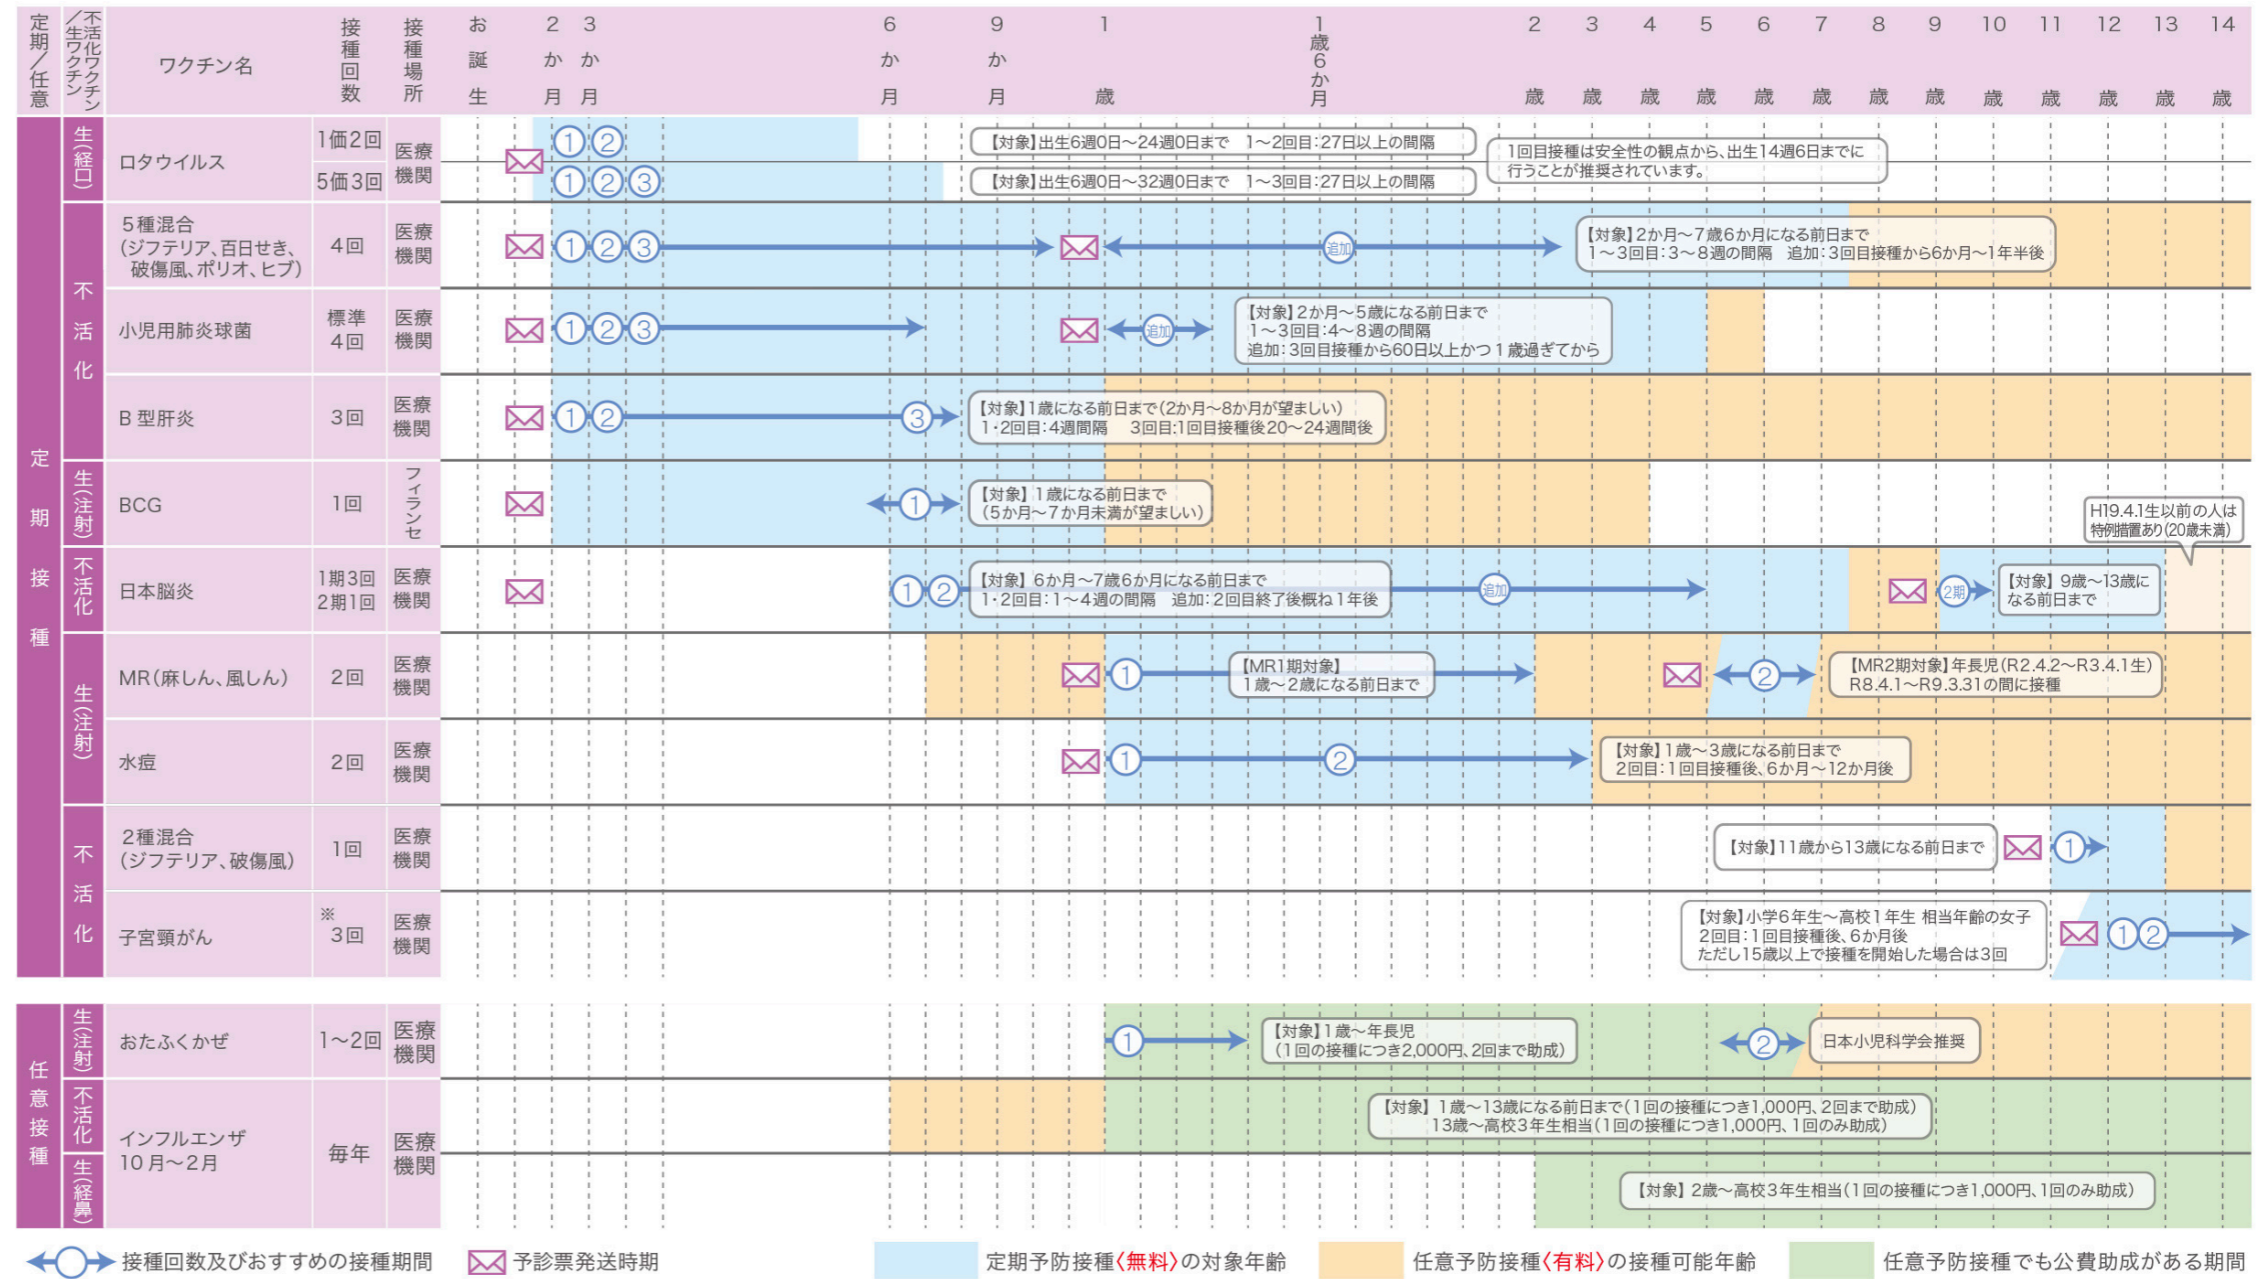 定期／任意
不活化ワクチン／生ワクチン
ワクチン名
接種回数
接種場所
お誕生
2か月
3か月
6か月
9か月
1歳
1歳6か月
2歳
3歳
4歳
5歳
6歳
7歳
8歳
9歳
10歳
11歳
12歳
13歳
14歳
定期接種
生(経口)
ロタウイルス
1価2回
5価3回
医療
機関
① ②
① ② ③
【対象】出生6週0日～24週0日まで　1～2回目：27日以上の間隔
【対象】出生6週0日～32週0日まで　1～3回目：27日以上の間隔
1回目接種は安全性の観点から、出生14週6日までに
行うことが推奨されています。
不活化
5種混合
(ジフテリア、百日せき、
破傷風、ポリオ、ヒブ)
4回
医療
機関
① ② ③
追加
【対象】2か月～7歳6か月になる前日まで
1～3回目：3～8週の間隔　追加：3回目接種から6か月～1年半後
小児用肺炎球菌
標準
4回
医療
機関
① ② ③
追加
【対象】2か月～5歳になる前日まで
1～3回目：4～8週の間隔
追加：3回目接種から60日以上かつ1歳過ぎてから
B型肝炎
3回
医療
機関
① ② ③
【対象】1歳になる前日まで(2か月～8か月が望ましい)
1・2回目：4週間隔　3回目：1回目接種後20～24週間後
生(注射)
BCG
1回
フィランセ
①
【対象】1歳になる前日まで
(5か月～7か月未満が望ましい)
H19.4.1生以前の人は
特例措置あり(20歳未満)
不活化
日本脳炎
1期3回
2期1回
医療
機関
① ②
【対象】6か月～7歳6か月になる前日まで
1・2回目：1～4週の間隔　追加：2回目終了後概ね1年後
追加
2期
【対象】9歳～13歳に
なる前日まで
生(注射)
MR(麻しん、風しん)
2回
医療
機関
①
【MR1期対象】
1歳～2歳になる前日まで
②
【MR2期対象】年長児(R2.4.2～R3.4.1生)
R8.4.1～R9.3.31の間に接種
水痘
2回
医療
機関
① ②
【対象】1歳～3歳になる前日まで
2回目：1回目接種後、6か月～12か月後
不活化
2種混合
(ジフテリア、破傷風)
1回
医療
機関
【対象】11歳から13歳になる前日まで
①
子宮頸がん
※
3回
医療
機関
【対象】小学6年生～高校1年生 相当年齢の女子
2回目：1回目接種後、6か月後
ただし15歳以上で接種を開始した場合は3回
① ②
任意接種
生(注射)
おたふくかぜ
1～2回
医療
機関
①
【対象】1歳～年長児
(1回の接種につき2,000円、2回まで助成)
②
日本小児科学会推奨
不活化
インフルエンザ
10月～2月
毎年
医療
機関
【対象】1歳～13歳になる前日まで(1回の接種につき1,000円、2回まで助成)
13歳～高校3年生相当(1回の接種につき1,000円、1回のみ助成)
生(経鼻)
【対象】2歳～高校3年生相当(1回の接種につき1,000円、1回のみ助成)
接種回数及びおすすめの接種期間
予診票発送時期
定期予防接種〈無料〉の対象年齢
任意予防接種〈有料〉の接種可能年齢
任意予防接種でも公費助成がある期間